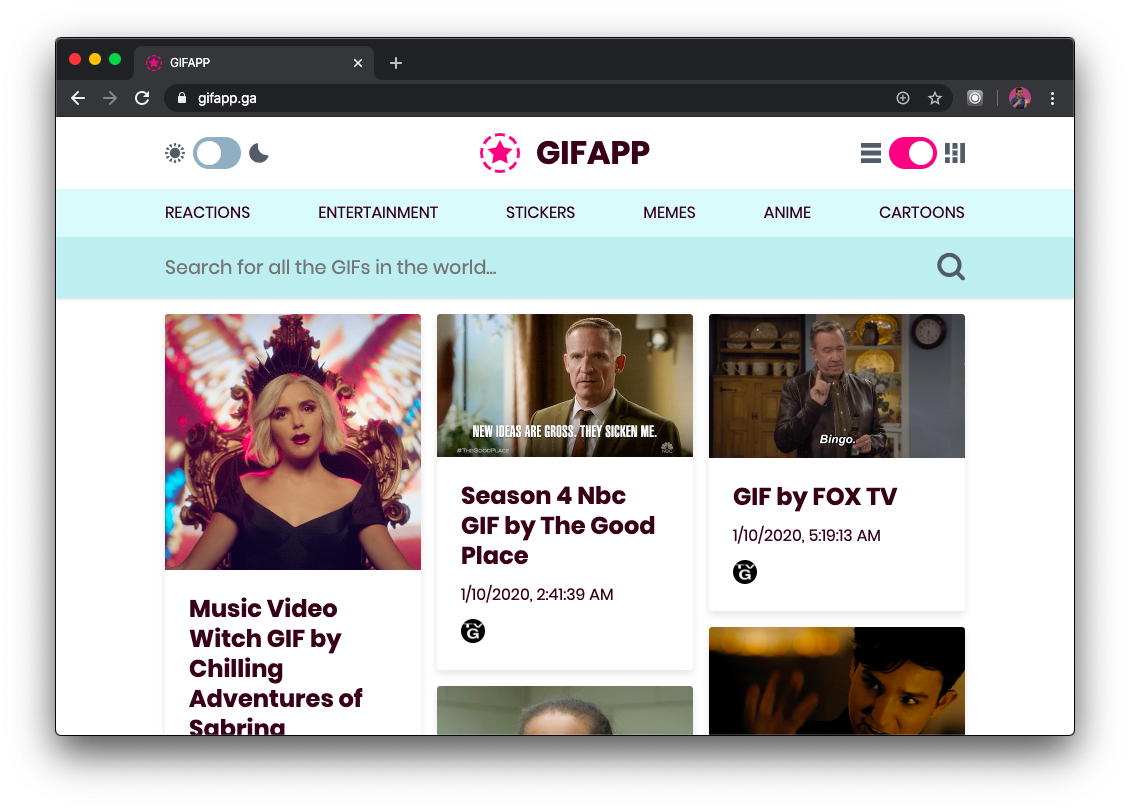 GIFAPP
gifapp.ga
GIFAPP
REACTIONS ENTERTAINMENT STICKERS MEMES ANIME CARTOONS
Search for all the GIFs in the world...
NEW IDEAS ARE GROSS. THEY SICKEN ME.
#THEGOODPLACE
NBC
Bingo.
Music Video
Witch GIF by
Chilling
Adventures of
Sabrina
Season 4 Nbc
GIF by The Good
Place
1/10/2020, 2:41:39 AM
TV
G
GIF by FOX TV
1/10/2020, 5:19:13 AM
TV
G